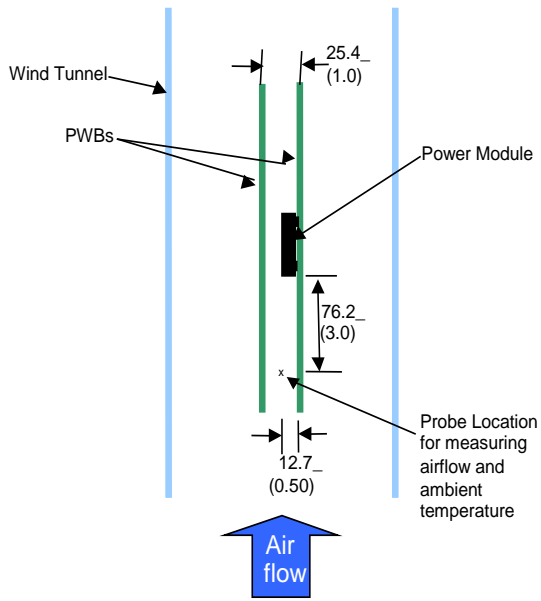 25.4_
(1.0)
Wind Tunnel
PWBs
Power Module
76.2_
(3.0)
x
Probe Location
for measuring
airflow and
ambient
temperature
12.7_
(0.50)
Air
flow